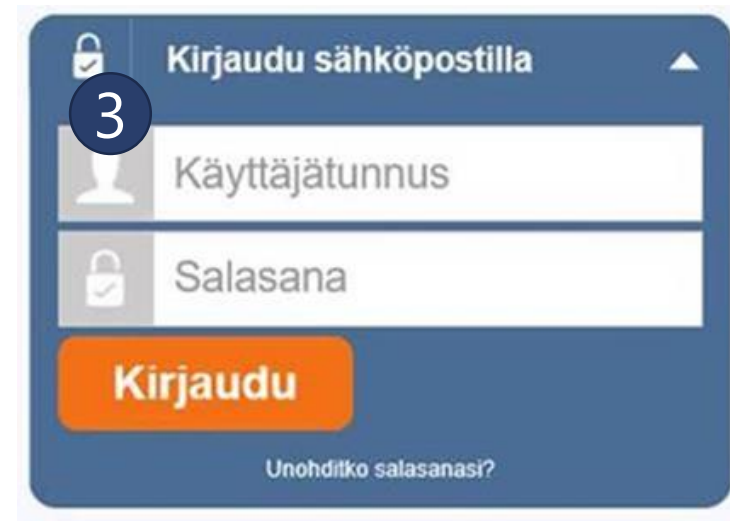 Kirjaudu sähköpostilla
3
Käyttäjätunnus
Salasana
Kirjaudu
Unohditko salasanasi?